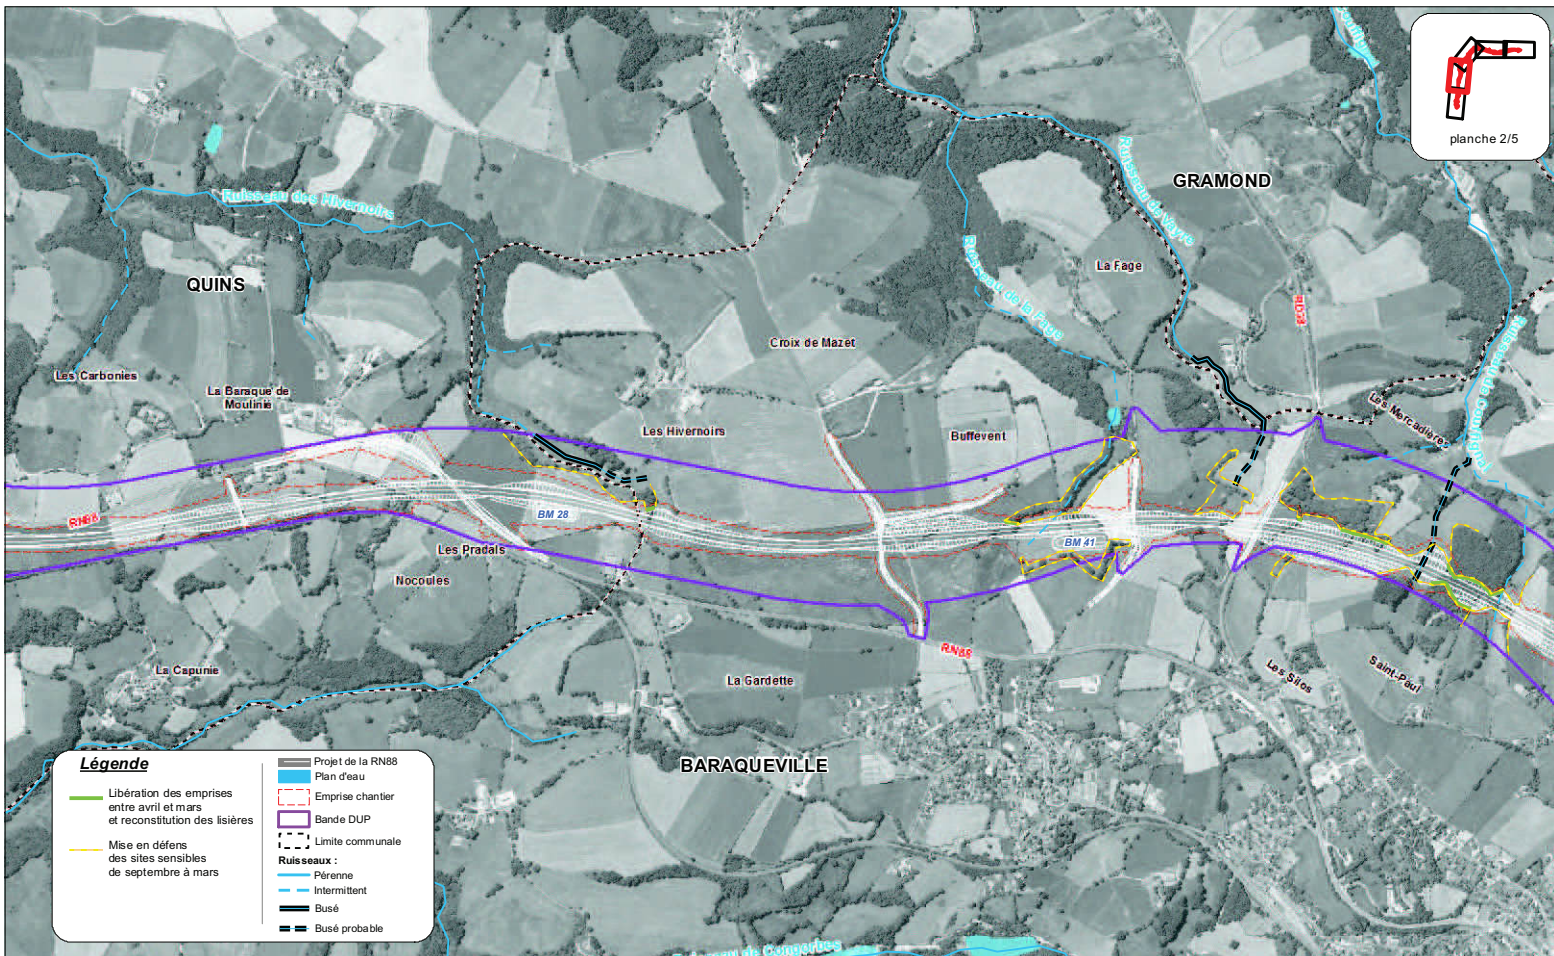 planche 2/5
GRAMOND
Ruisseau de Vayre
Ruisseau des Hivernoirs
QUINS
La Fage
Ruisseau de la Fage
Croix de Mazet
Les Carbonies
La Baraque de
Moulinié
Les Mercadières
Les Hivernoirs
Buffevent
RN88
BM 28
BM 41
Les Pradals
Nocoules
RN88
La Capunie
La Gardette
Les Silos
Saint-Paul
BARAQUEVILLE
Légende
Libération des emprises
entre avril et mars
et reconstitution des lisières
Mise en défens
des sites sensibles
de septembre à mars
Projet de la RN88
Plan d'eau
Emprise chantier
Bande DUP
Limite communale
Ruisseaux :
Pérenne
Intermittent
Busé
Busé probable